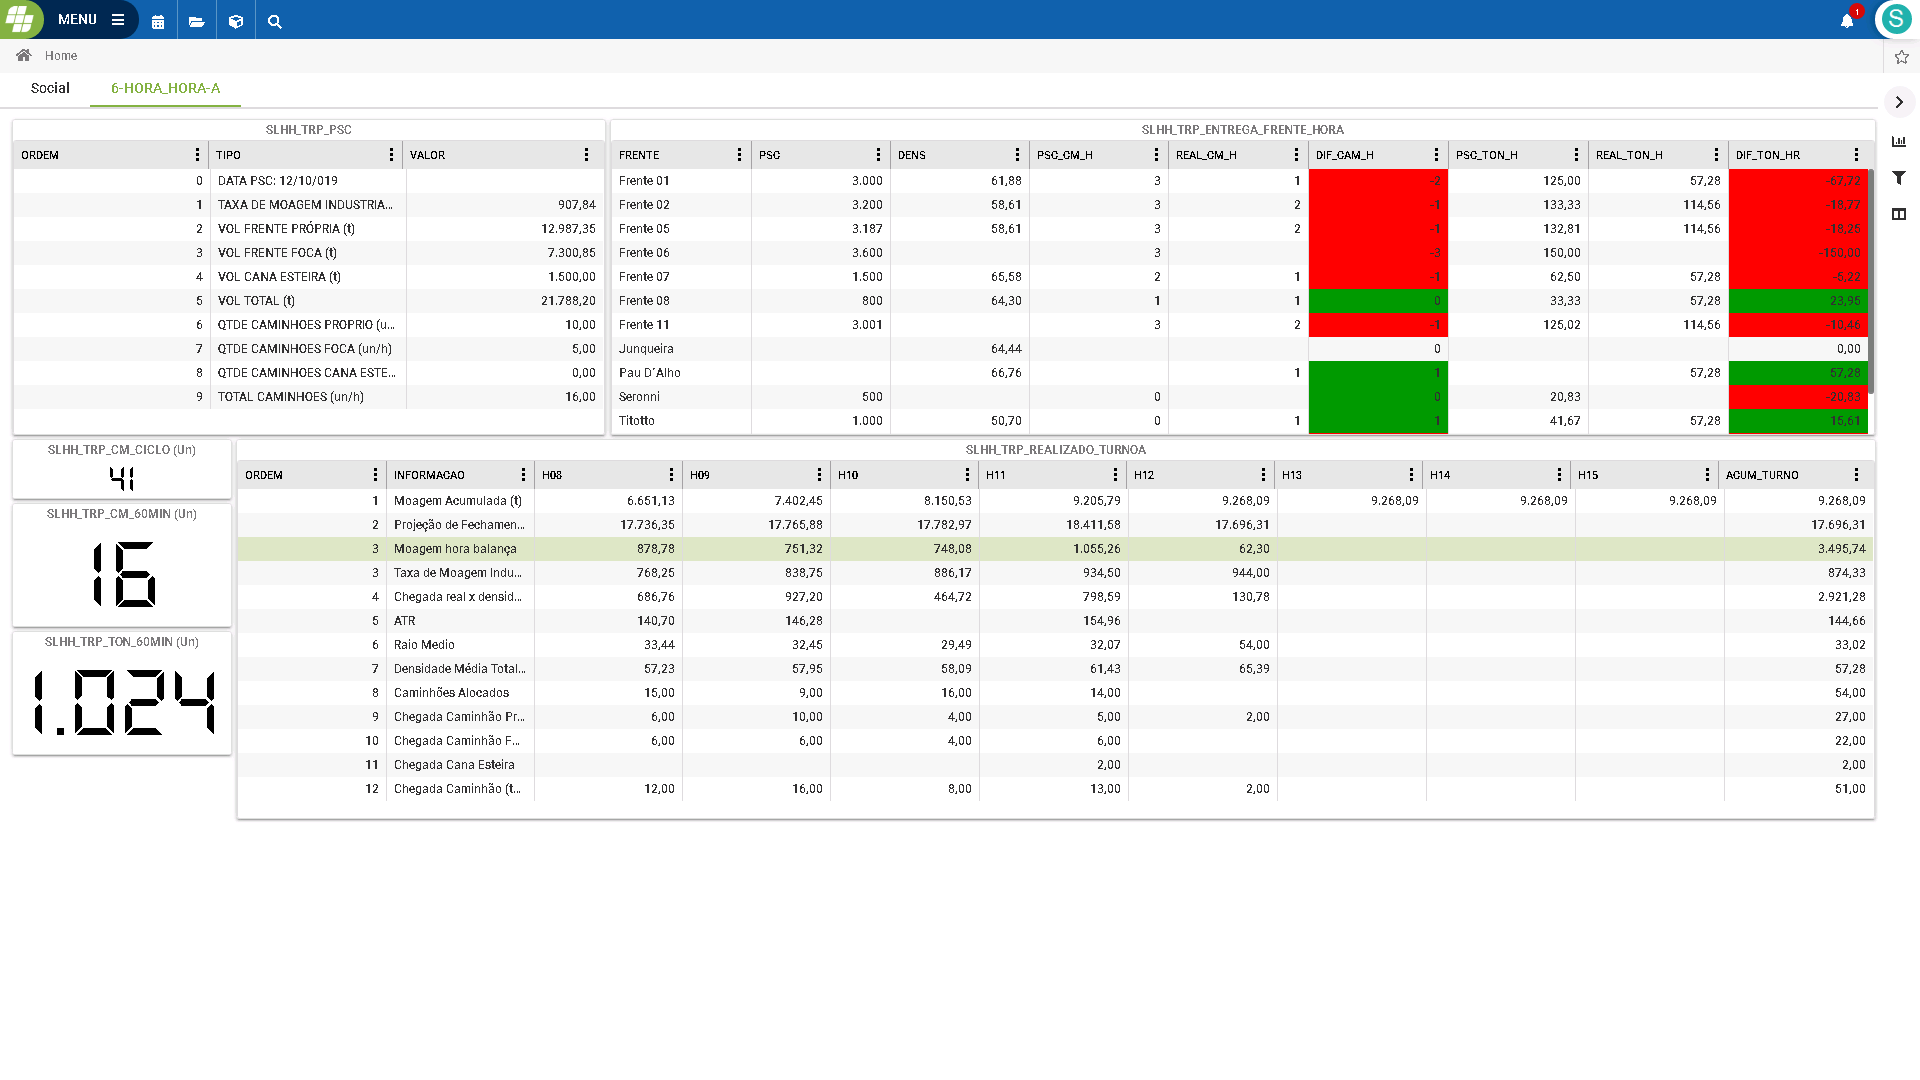 MENU
1
S
Home
Social
6-HORA_HORA-A
SLHH_TRP_PSC
ORDEM TIPO VALOR
0 DATA PSC: 12/10/019
1 TAXA DE MOAGEM INDUSTRIA... 907,84
2 VOL FRENTE PRÓPRIA (t) 12.987,35
3 VOL FRENTE FOCA (t) 7.300,85
4 VOL CANA ESTEIRA (t) 1.500,00
5 VOL TOTAL (t) 21.788,20
6 QTDE CAMINHOES PROPRIO (u... 10,00
7 QTDE CAMINHOES FOCA (un/h) 5,00
8 QTDE CAMINHOES CANA ESTE... 0,00
9 TOTAL CAMINHOES (un/h) 16,00
SLHH_TRP_ENTREGA_FRENTE_HORA
FRENTE PSC DENS PSC_CM_H REAL_CM_H DIF_CAM_H PSC_TON_H REAL_TON_H DIF_TON_HR
Frente 01 3.000 61,88 3 1 -2 125,00 57,28 -67,72
Frente 02 3.200 58,61 3 2 -1 133,33 114,56 -18,77
Frente 05 3.187 58,61 3 2 -1 132,81 114,56 -18,25
Frente 06 3.600 3 -3 150,00 -150,00
Frente 07 1.500 65,58 2 1 -1 62,50 57,28 -5,22
Frente 08 800 64,30 1 1 0 33,33 57,28 23,95
Frente 11 3.001 3 2 -1 125,02 114,56 -10,46
Junqueira 64,44 0 0,00
Pau D´Alho 66,76 1 1 57,28 57,28
Seronni 500 0 0 20,83 -20,83
Titotto 1.000 50,70 0 1 1 41,67 57,28 15,61
SLHH_TRP_CM_CICLO (Un)
41
SLHH_TRP_CM_60MIN (Un)
16
SLHH_TRP_TON_60MIN (Un)
1.024
SLHH_TRP_REALIZADO_TURNOA
ORDEM INFORMACAO H08 H09 H10 H11 H12 H13 H14 H15 ACUM_TURNO
1 Moagem Acumulada (t) 6.651,13 7.402,45 8.150,53 9.205,79 9.268,09 9.268,09 9.268,09 9.268,09 9.268,09
2 Projeção de Fechamen... 17.736,35 17.765,88 17.782,97 18.411,58 17.696,31 17.696,31
3 Moagem hora balança 878,78 751,32 748,08 1.055,26 62,30 3.495,74
3 Taxa de Moagem Indu... 768,25 838,75 886,17 934,50 944,00 874,33
4 Chegada real x densid... 686,76 927,20 464,72 798,59 130,78 2.921,28
5 ATR 140,70 146,28 154,96 144,66
6 Raio Medio 33,44 32,45 29,49 32,07 54,00 33,02
7 Densidade Média Total... 57,23 57,95 58,09 61,43 65,39 57,28
8 Caminhões Alocados 15,00 9,00 16,00 14,00 54,00
9 Chegada Caminhão Pr... 6,00 10,00 4,00 5,00 2,00 27,00
10 Chegada Caminhão F... 6,00 6,00 4,00 6,00 22,00
11 Chegada Cana Esteira 2,00 2,00
12 Chegada Caminhão (t... 12,00 16,00 8,00 13,00 2,00 51,00